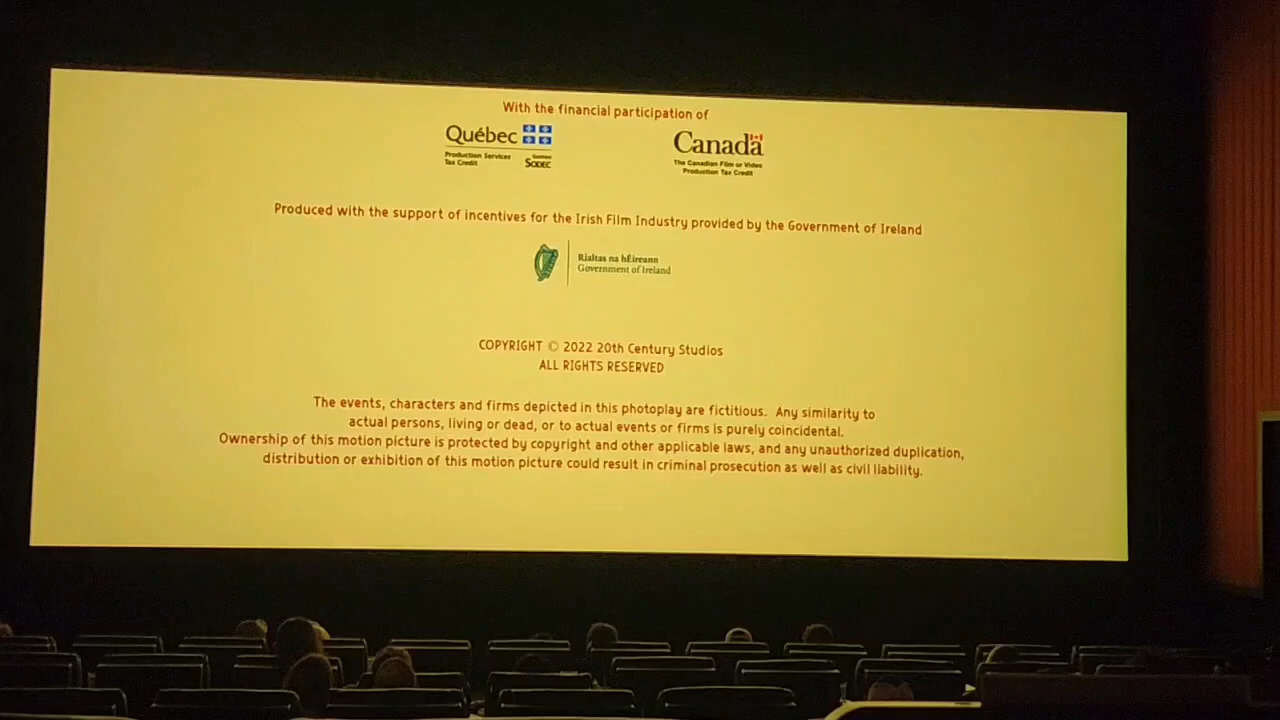 With the financial participation of
Québec
Production Services
Tax Credit
SODEC
Canada
The Canadian Film or Video
Production Tax Credit
Produced with the support of incentives for the Irish Film Industry provided by the Government of Ireland
Rialtas na hÉireann
Government of Ireland
COPYRIGHT © 2022 20th Century Studios
ALL RIGHTS RESERVED
The events, characters and firms depicted in this photoplay are fictitious. Any similarity to
actual persons, living or dead, or to actual events or firms is purely coincidental.
Ownership of this motion picture is protected by copyright and other applicable laws, and any unauthorized duplication,
distribution or exhibition of this motion picture could result in criminal prosecution as well as civil liability.